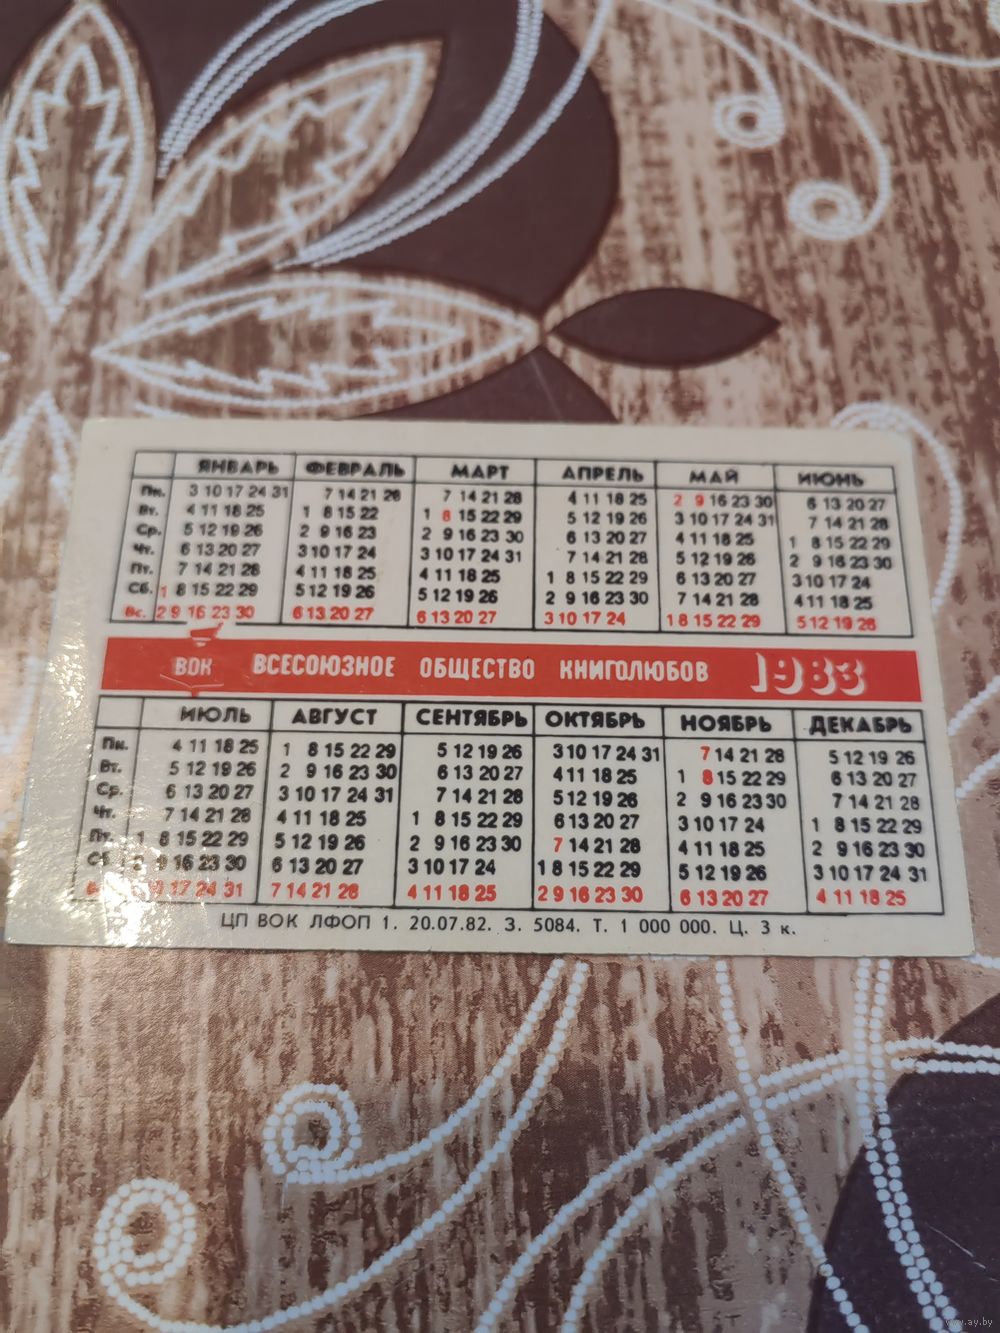 ЯНВАРЬ ФЕВРАЛЬ МАРТ АПРЕЛЬ МАЙ ИЮНЬ
Пн. 3 10 17 24 31 7 14 21 28 7 14 21 28 4 11 18 25 2 9 16 23 30 6 13 20 27
Вт. 4 11 18 25 1 8 15 22 1 8 15 22 29 5 12 19 26 3 10 17 24 31 7 14 21 28
Ср. 5 12 19 26 2 9 16 23 2 9 16 23 30 6 13 20 27 4 11 18 25 1 8 15 22 29
Чт. 6 13 20 27 3 10 17 24 3 10 17 24 31 7 14 21 28 5 12 19 26 2 9 16 23 30
Пт. 7 14 21 28 4 11 18 25 4 11 18 25 1 8 15 22 29 6 13 20 27 3 10 17 24
Сб. 1 8 15 22 29 5 12 19 26 5 12 19 26 2 9 16 23 30 7 14 21 28 4 11 18 25
Вс. 2 9 16 23 30 6 13 20 27 6 13 20 27 3 10 17 24 1 8 15 22 29 5 12 19 26
ВОК ВСЕСОЮЗНОЕ ОБЩЕСТВО КНИГОЛЮБОВ 1983
ИЮЛЬ АВГУСТ СЕНТЯБРЬ ОКТЯБРЬ НОЯБРЬ ДЕКАБРЬ
Пн. 4 11 18 25 1 8 15 22 29 5 12 19 26 3 10 17 24 31 7 14 21 28 5 12 19 26
Вт. 5 12 19 26 2 9 16 23 30 6 13 20 27 4 11 18 25 1 8 15 22 29 6 13 20 27
Ср. 6 13 20 27 3 10 17 24 31 7 14 21 28 5 12 19 26 2 9 16 23 30 7 14 21 28
Чт. 7 14 21 28 4 11 18 25 1 8 15 22 29 6 13 20 27 3 10 17 24 1 8 15 22 29
Пт. 1 8 15 22 29 5 12 19 26 2 9 16 23 30 7 14 21 28 4 11 18 25 2 9 16 23 30
Сб. 2 9 16 23 30 6 13 20 27 3 10 17 24 1 8 15 22 29 5 12 19 26 3 10 17 24 31
10 17 24 31 7 14 21 28 4 11 18 25 2 9 16 23 30 6 13 20 27 4 11 18 25
ЦП ВОК ЛФОП 1. 20.07.82. З. 5084. Т. 1 000 000. Ц. 3 к.
www.ay.by